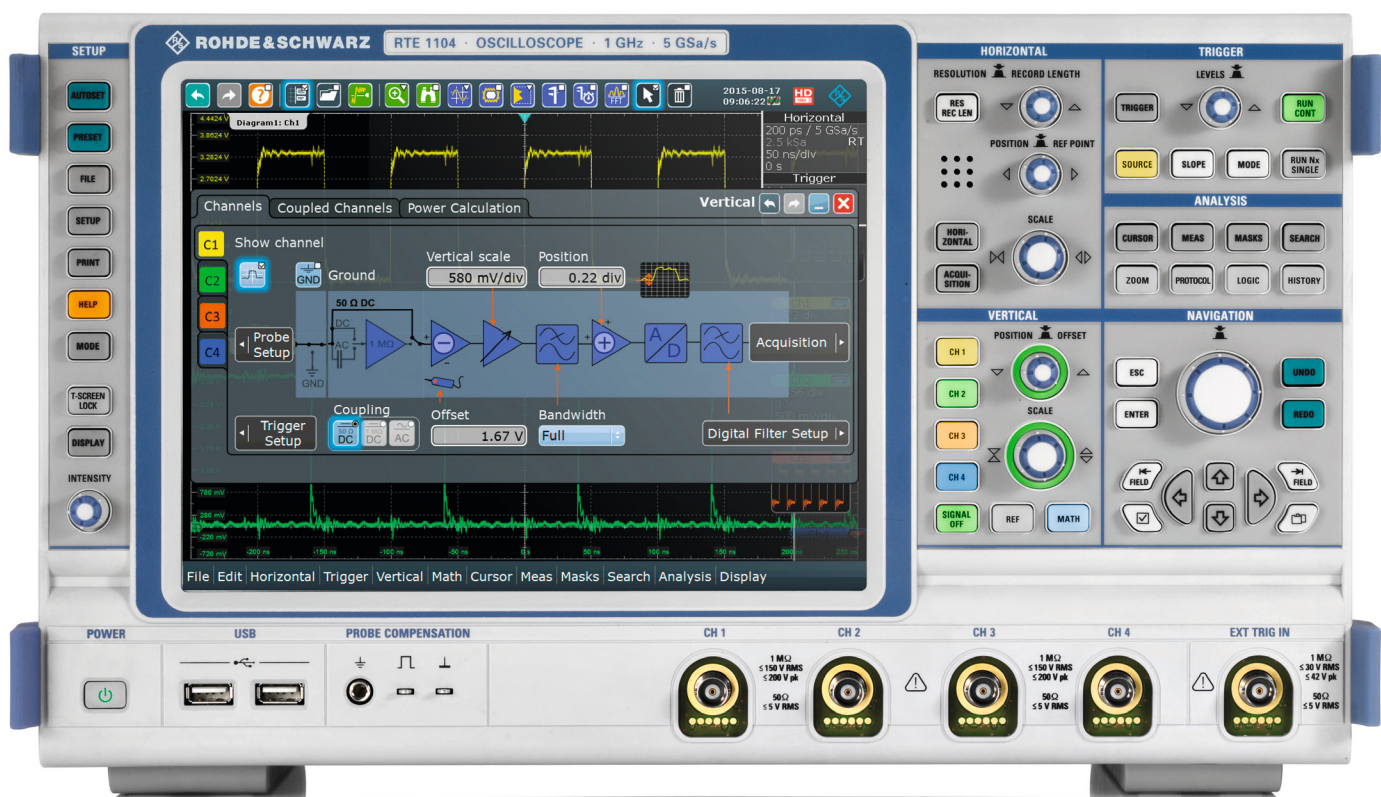 ROHDE & SCHWARZ
RTE 1104 · OSCILLOSCOPE · 1 GHz · 5 GSa/s
SETUP
AUTOSET
PRESET
FILE
SETUP
PRINT
HELP
MODE
T-SCREEN
LOCK
DISPLAY
INTENSITY
2015-08-17
09:06:22
HD
FFT
Diagram1: Ch1
4.4424 V
3.8624 V
3.2824 V
2.7024 V
Horizontal
200 ps / 5 GSa/s
2.5 kSa
RT
50 ns/div
0 s
Trigger
Channels
Coupled Channels
Power Calculation
Vertical
C1
C2
C3
C4
Show channel
GND
Ground
Vertical scale
580 mV/div
Position
0.22 div
50 Ω DC
DC
AC
1 MΩ
GND
A
D
Probe
Setup
Acquisition
Trigger
Setup
Coupling
50 Ω
DC
1 MΩ
DC
AC
Offset
1.67 V
Bandwidth
Full
Digital Filter Setup
780 mV
280 mV
-220 mV
-720 mV
-200 ns
-150 ns
-100 ns
-50 ns
0 s
50 ns
100 ns
150 ns
200 ns
250 ns
File
Edit
Horizontal
Trigger
Vertical
Math
Cursor
Meas
Masks
Search
Analysis
Display
HORIZONTAL
RESOLUTION
RECORD LENGTH
RES
REC LEN
POSITION
REF POINT
SCALE
HORI-
ZONTAL
ACQUI-
SITION
TRIGGER
LEVELS
TRIGGER
RUN
CONT
SOURCE
SLOPE
MODE
RUN Nx
SINGLE
ANALYSIS
CURSOR
MEAS
MASKS
SEARCH
ZOOM
PROTOCOL
LOGIC
HISTORY
VERTICAL
POSITION
OFFSET
CH 1
CH 2
SCALE
CH 3
CH 4
SIGNAL
OFF
REF
MATH
NAVIGATION
ESC
UNDO
ENTER
REDO
FIELD
FIELD
POWER
USB
PROBE COMPENSATION
CH 1
CH 2
CH 3
CH 4
EXT TRIG IN
1 MΩ
≤ 150 V RMS
≤ 200 V pk
50 Ω
≤ 5 V RMS
1 MΩ
≤ 150 V RMS
≤ 200 V pk
50 Ω
≤ 5 V RMS
1 MΩ
≤ 30 V RMS
≤ 42 V pk
50 Ω
≤ 5 V RMS